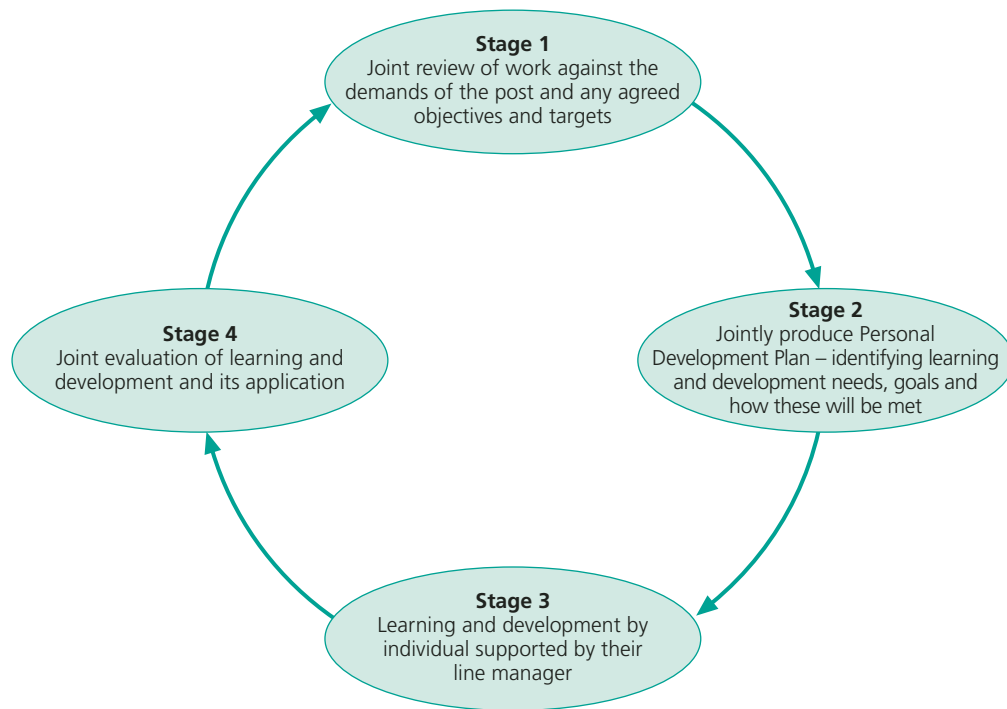 Stage 1
Joint review of work against the
demands of the post and any agreed
objectives and targets
Stage 2
Jointly produce Personal
Development Plan – identifying learning
and development needs, goals and
how these will be met
Stage 3
Learning and development by
individual supported by their
line manager
Stage 4
Joint evaluation of learning and
development and its application